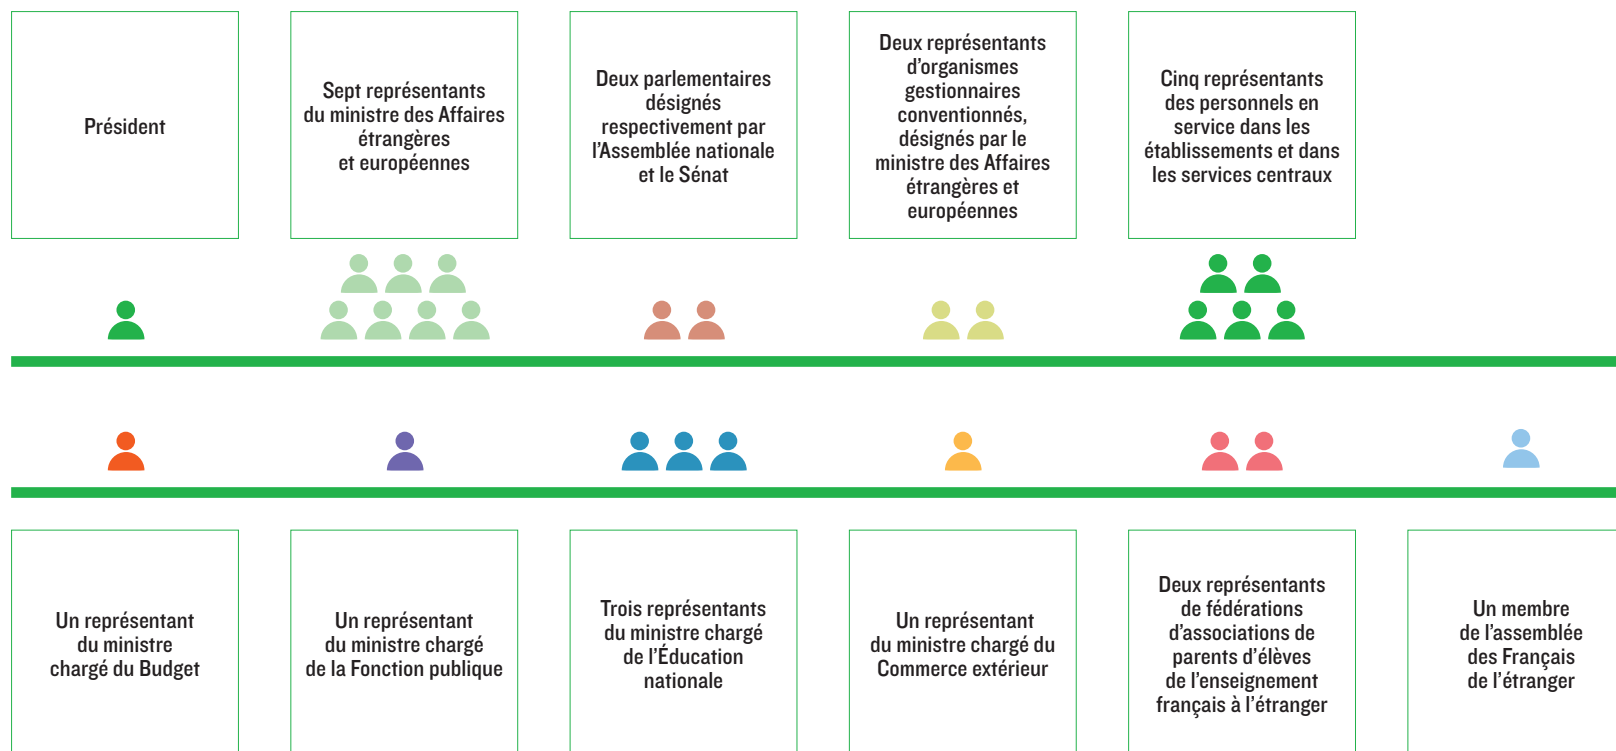 Président
Sept représentants
du ministre des Affaires
étrangères
et européennes
Deux parlementaires
désignés
respectivement par
l'Assemblée nationale
et le Sénat
Deux représentants
d'organismes
gestionnaires
conventionnés,
désignés par le
ministre des Affaires
étrangères et
européennes
Cinq représentants
des personnels en
service dans les
établissements et dans
les services centraux
Un représentant
du ministre
chargé du Budget
Un représentant
du ministre chargé
de la Fonction publique
Trois représentants
du ministre chargé
de l'Éducation
nationale
Un représentant
du ministre chargé du
Commerce extérieur
Deux représentants
de fédérations
d'associations de
parents d'élèves
de l'enseignement
français à l'étranger
Un membre
de l'assemblée
des Français
de l'étranger